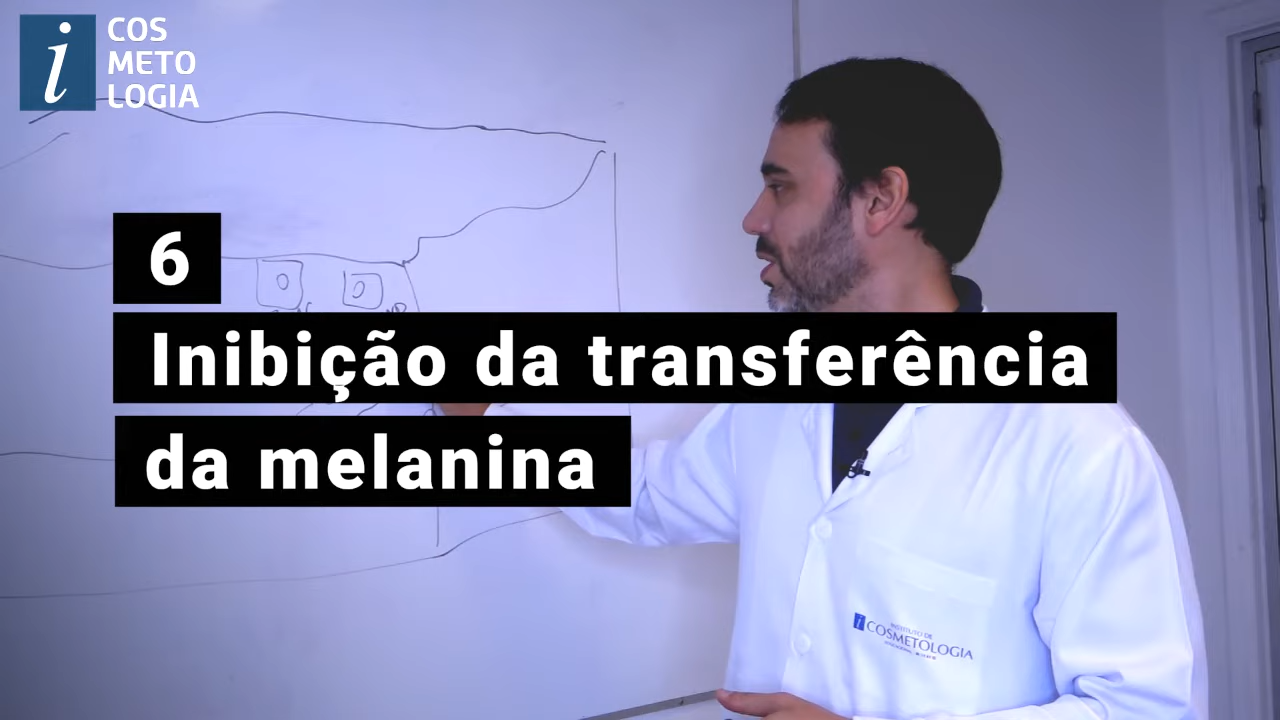 i
COS
METO
LOGIA
6
Inibição da transferência
da melanina
i
INSTITUTO DE
COSMETOLOGIA